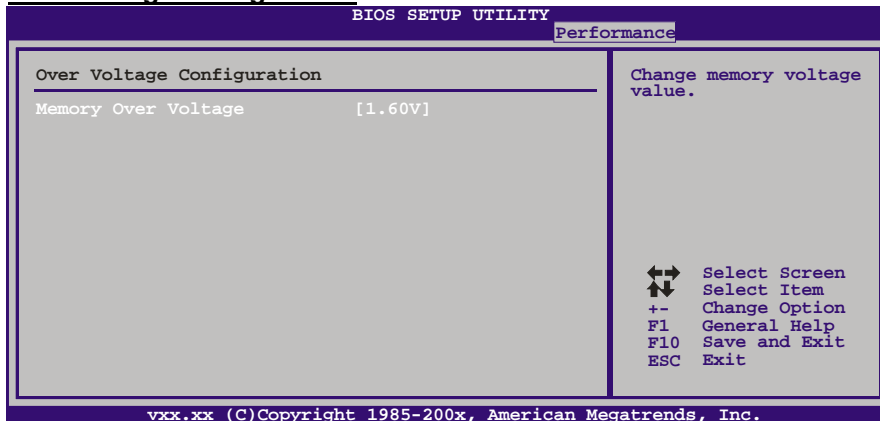 BIOS SETUP UTILITY
Performance
Over Voltage Configuration
Memory Over Voltage [1.60V]
Change memory voltage
value.
Select Screen
Select Item
+- Change Option
F1 General Help
F10 Save and Exit
ESC Exit
vxx.xx (C)Copyright 1985-200x, American Megatrends, Inc.